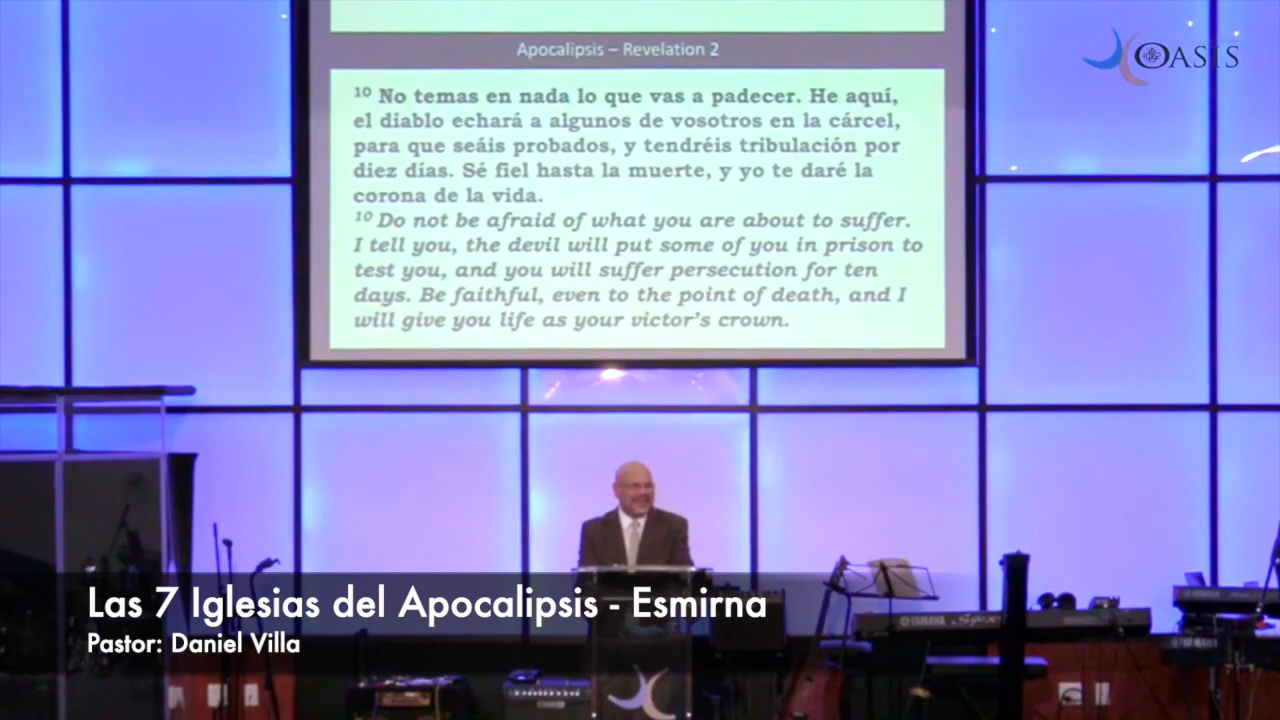 Apocalipsis – Revelation 2
OASIS
10 No temas en nada lo que vas a padecer. He aquí,
el diablo echará a algunos de vosotros en la cárcel,
para que seáis probados, y tendréis tribulación por
diez días. Sé fiel hasta la muerte, y yo te daré la
corona de la vida.
10 Do not be afraid of what you are about to suffer.
I tell you, the devil will put some of you in prison to
test you, and you will suffer persecution for ten
days. Be faithful, even to the point of death, and I
will give you life as your victor's crown.
Las 7 Iglesias del Apocalipsis - Esmirna
Pastor: Daniel Villa
YAMAHA